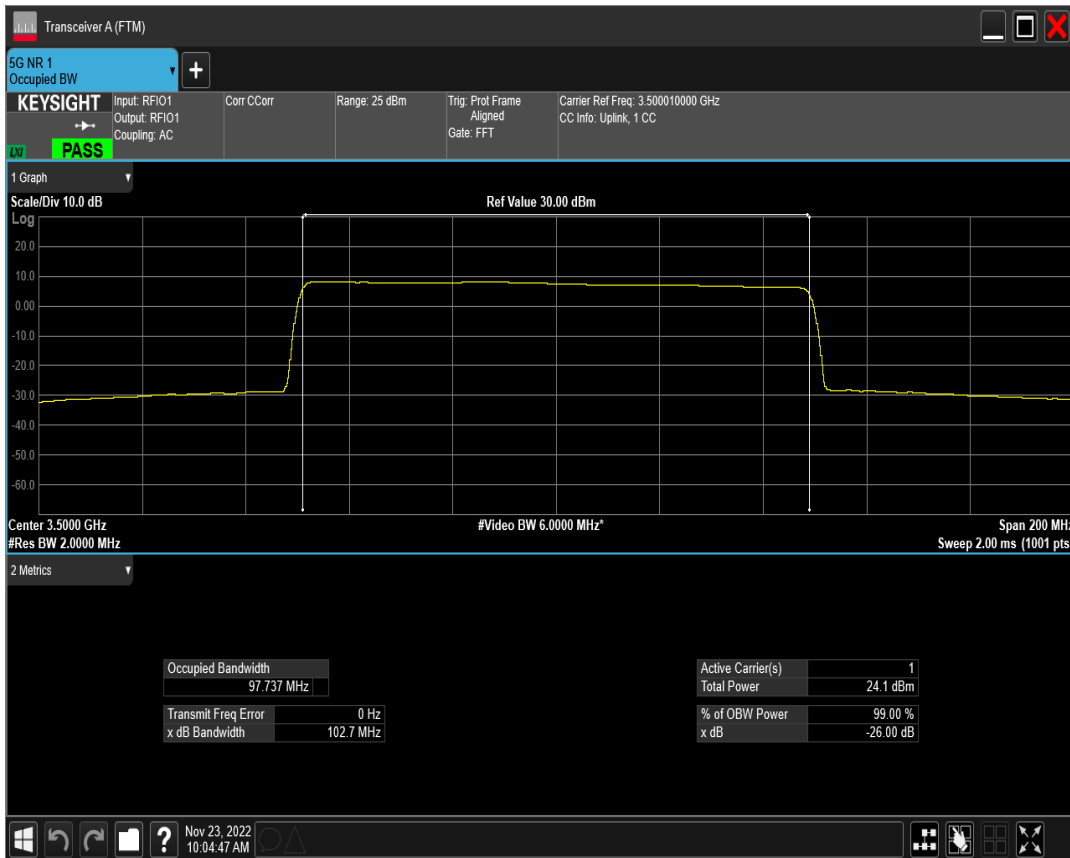 Transceiver A (FTM)
5G NR 1
Occupied BW
+
KEYSIGHT
LXI
PASS
Input: RFIO1
Output: RFIO1
Coupling: AC
Corr CCorr
Range: 25 dBm
Trig: Prot Frame
Aligned
Gate: FFT
Carrier Ref Freq: 3.500010000 GHz
CC Info: Uplink, 1 CC
1 Graph
Scale/Div 10.0 dB
Ref Value 30.00 dBm
Log
20.0
10.0
0.00
-10.0
-20.0
-30.0
-40.0
-50.0
-60.0
Center 3.5000 GHz
#Video BW 6.0000 MHz*
Span 200 MHz
#Res BW 2.0000 MHz
Sweep 2.00 ms (1001 pts
2 Metrics
Occupied Bandwidth
97.737 MHz
Transmit Freq Error 0 Hz
x dB Bandwidth 102.7 MHz
Active Carrier(s) 1
Total Power 24.1 dBm
% of OBW Power 99.00 %
x dB -26.00 dB
?
Nov 23, 2022
10:04:47 AM